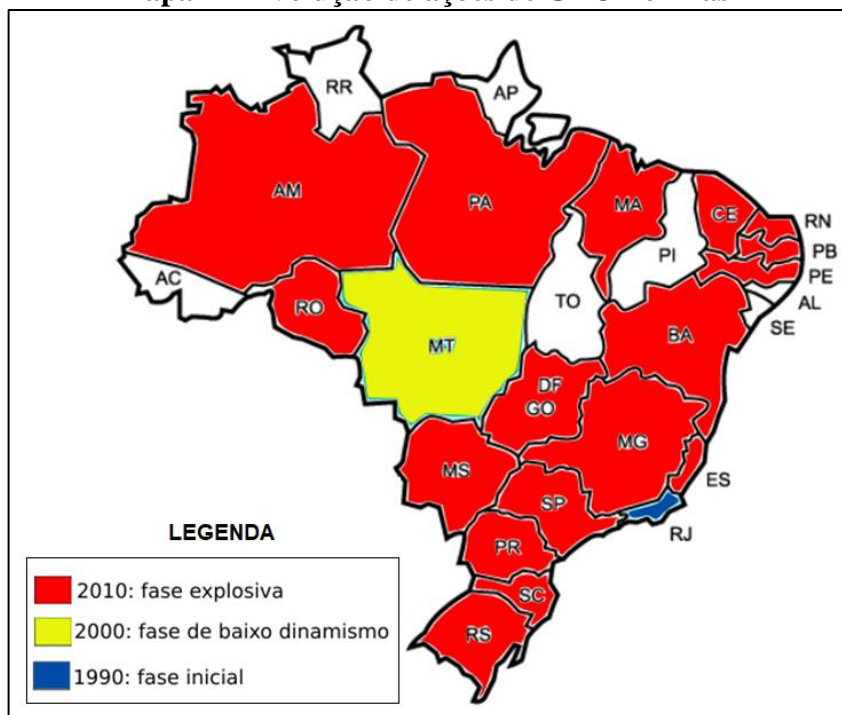 RR
AP
AM
PA
MA
CE
RN
PB
PE
AL
SE
PI
AC
RO
TO
MT
BA
DF
GO
MG
ES
MS
SP
RJ
PR
SC
RS
LEGENDA
2010: fase explosiva
2000: fase de baixo dinamismo
1990: fase inicial